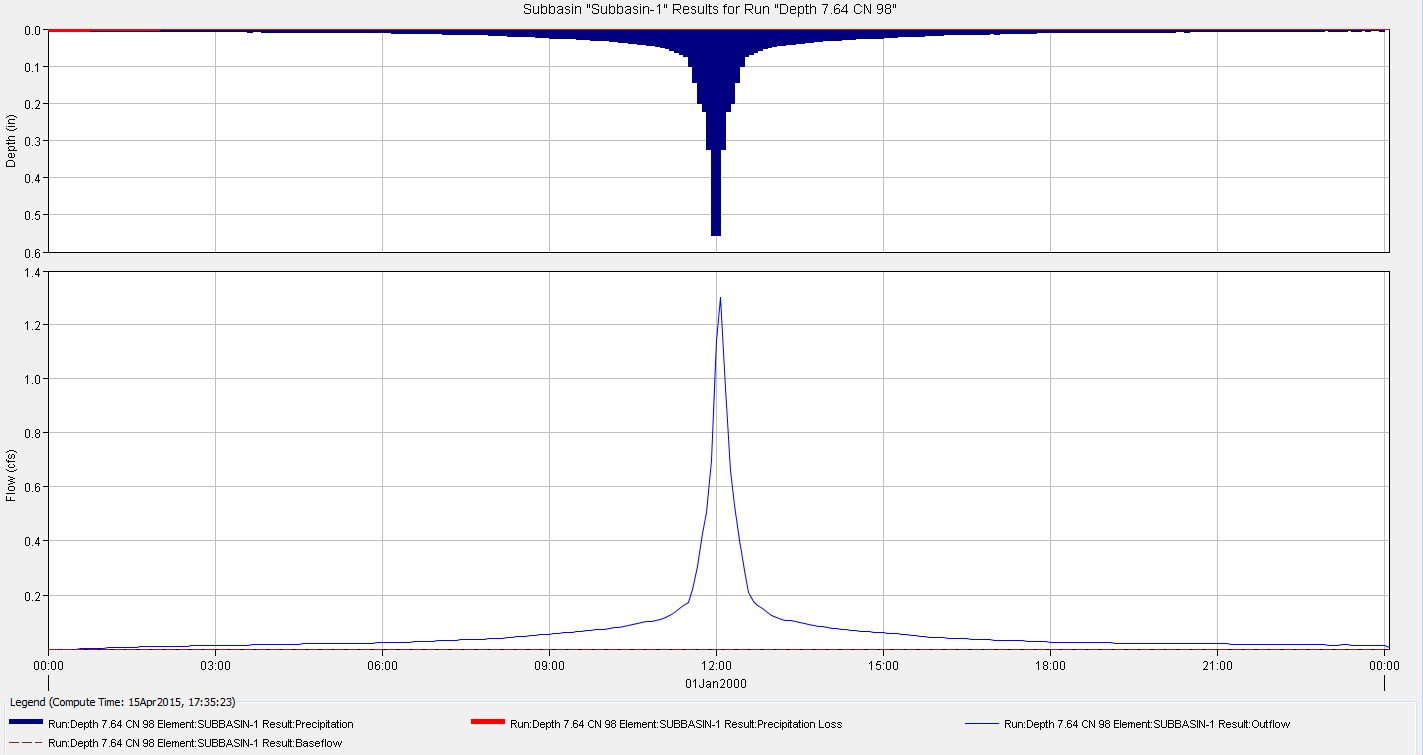 Subbasin "Subbasin-1" Results for Run "Depth 7.64 CN 98"
Depth (in)
0.0
0.1
0.2
0.3
0.4
0.5
0.6
Flow (cfs)
1.4
1.2
1.0
0.8
0.6
0.4
0.2
00:00 03:00 06:00 09:00 12:00 15:00 18:00 21:00 00:00
01Jan2000
Legend (Compute Time: 15Apr2015, 17:35:23)
Run:Depth 7.64 CN 98 Element:SUBBASIN-1 Result:Precipitation
Run:Depth 7.64 CN 98 Element:SUBBASIN-1 Result:Precipitation Loss
Run:Depth 7.64 CN 98 Element:SUBBASIN-1 Result:Outflow
Run:Depth 7.64 CN 98 Element:SUBBASIN-1 Result:Baseflow